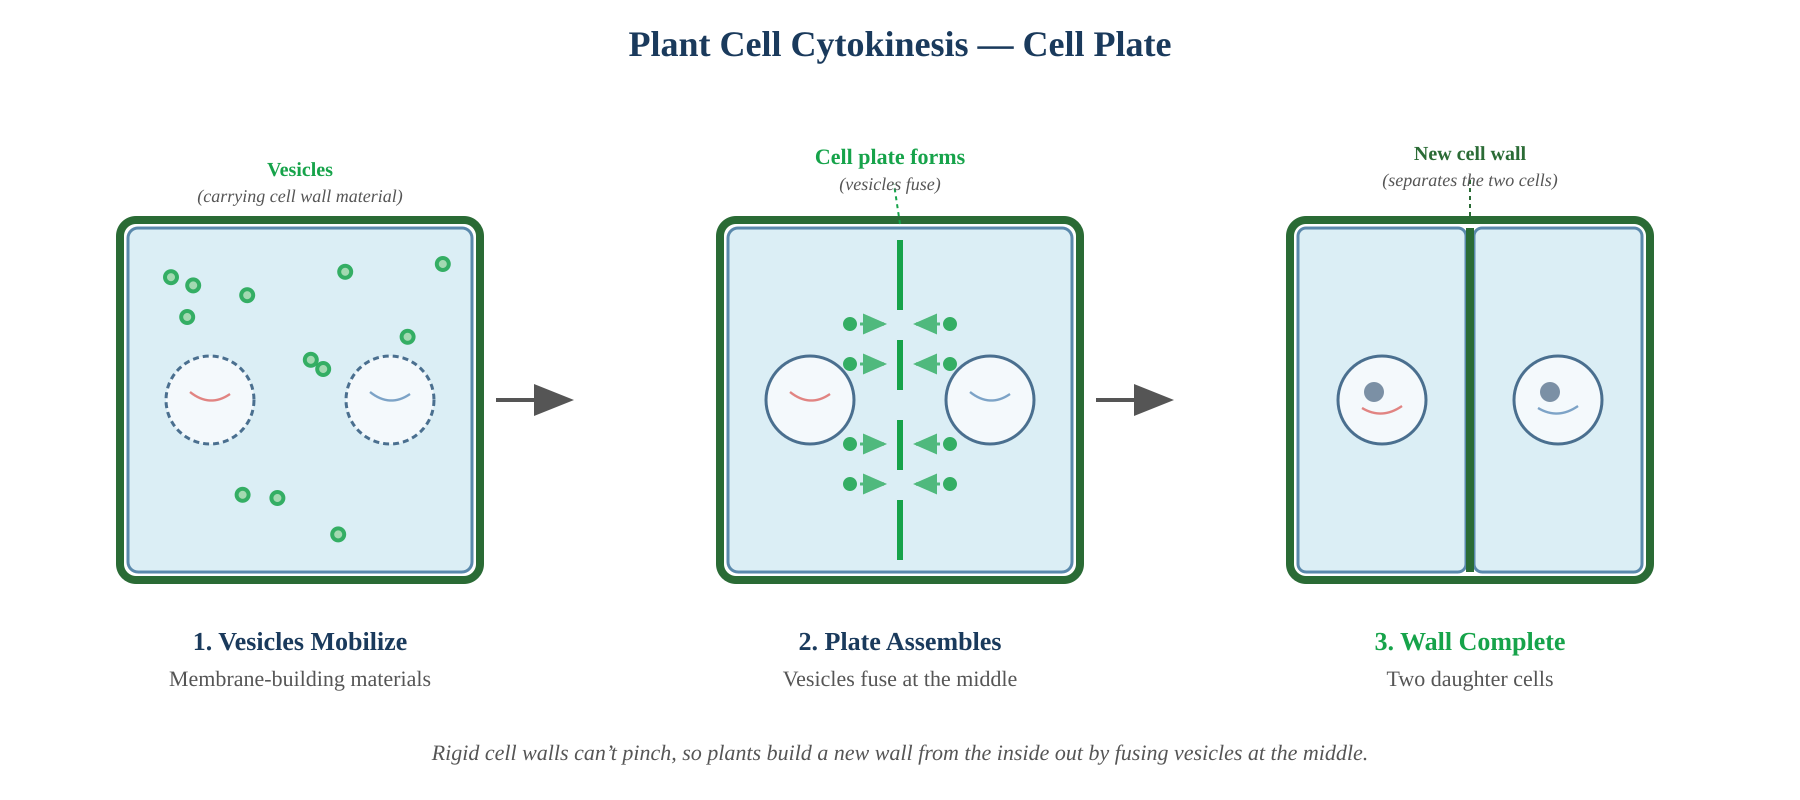 Plant Cell Cytokinesis — Cell Plate
Vesicles
(carrying cell wall material)
Cell plate forms
(vesicles fuse)
New cell wall
(separates the two cells)
1. Vesicles Mobilize
Membrane-building materials
2. Plate Assembles
Vesicles fuse at the middle
3. Wall Complete
Two daughter cells
Rigid cell walls can’t pinch, so plants build a new wall from the inside out by fusing vesicles at the middle.